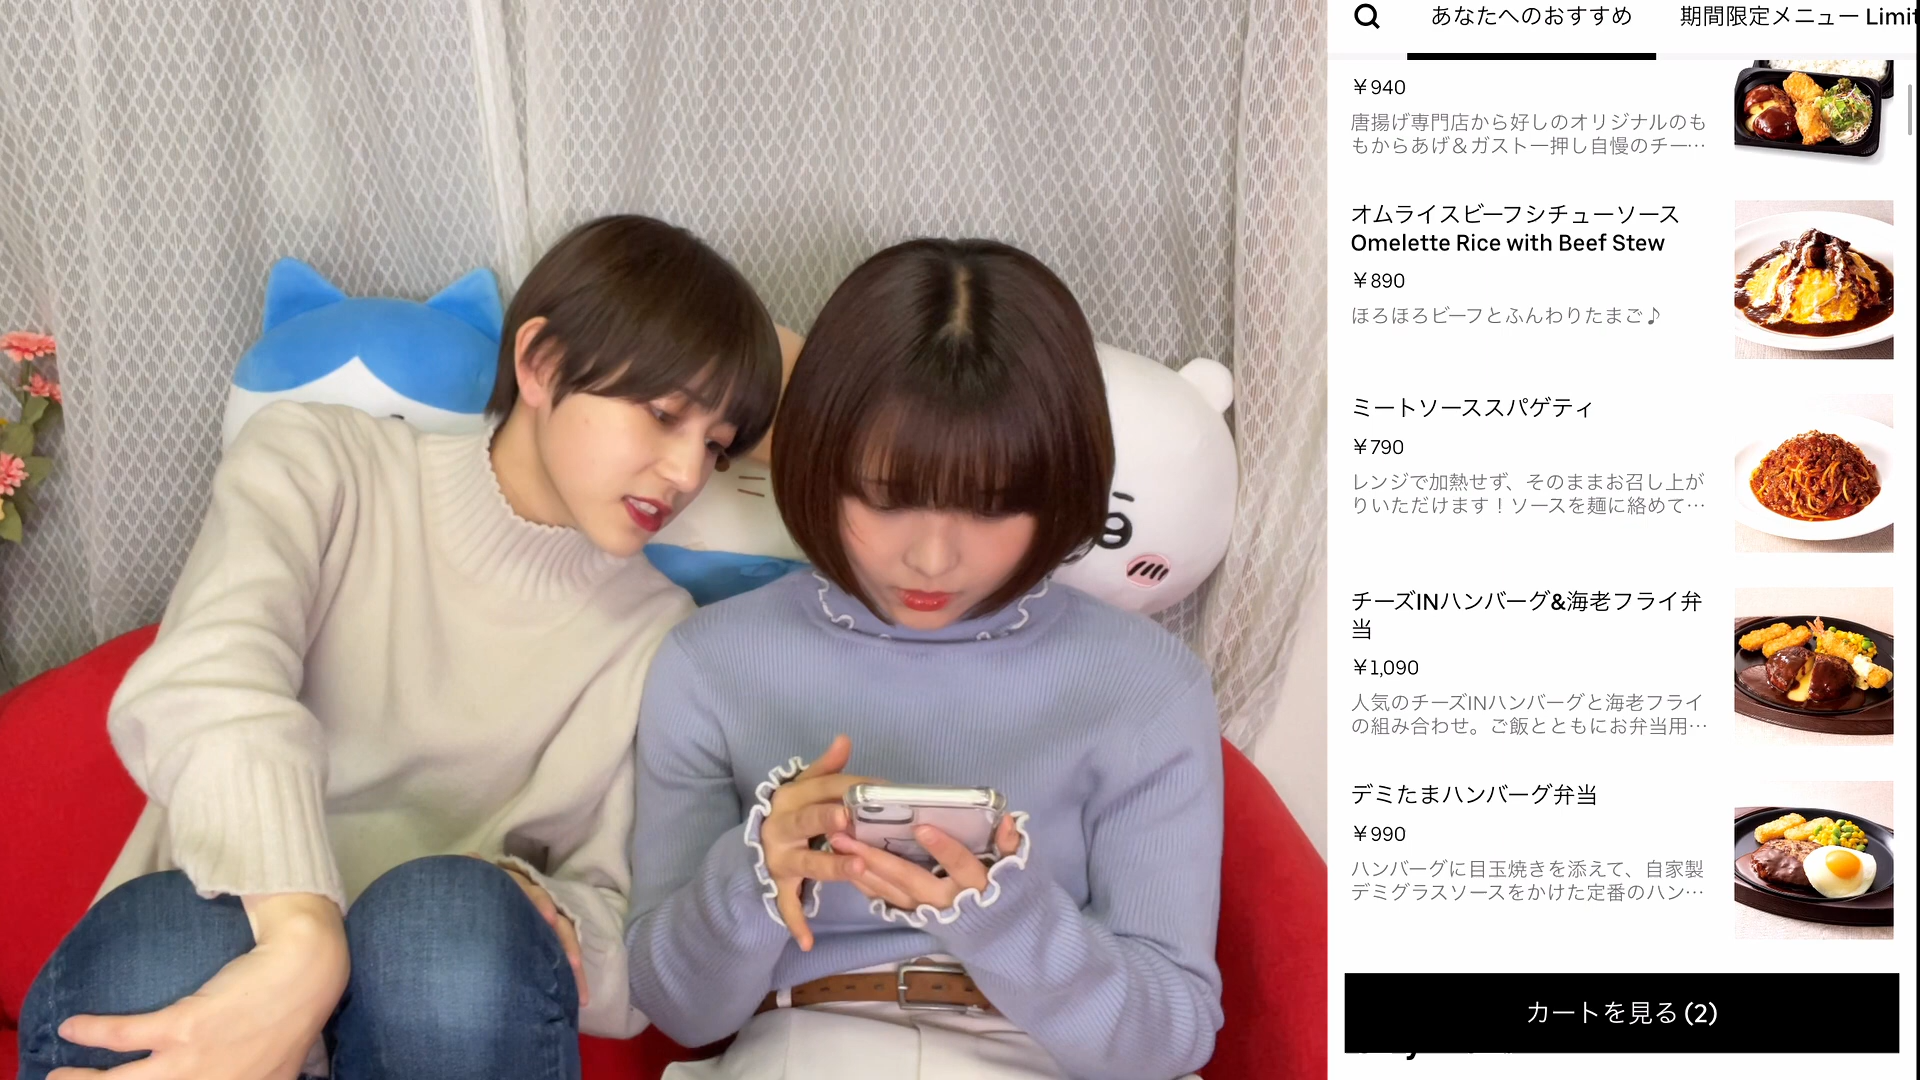 あなたへのおすすめ
期間限定メニュー Limit
¥940
唐揚げ専門店から好しのオリジナルのも
もからあげ＆ガスト一押し自慢のチー…
オムライスビーフシチューソース
Omelette Rice with Beef Stew
¥890
ほろほろビーフとふんわりたまご♪
ミートソーススパゲティ
¥790
レンジで加熱せず、そのままお召し上が
りいただけます！ソースを麺に絡めて…
チーズINハンバーグ&海老フライ弁
当
¥1,090
人気のチーズINハンバーグと海老フライ
の組み合わせ。ご飯とともにお弁当用…
デミたまハンバーグ弁当
¥990
ハンバーグに目玉焼きを添えて、自家製
デミグラスソースをかけた定番のハン…
カートを見る (2)